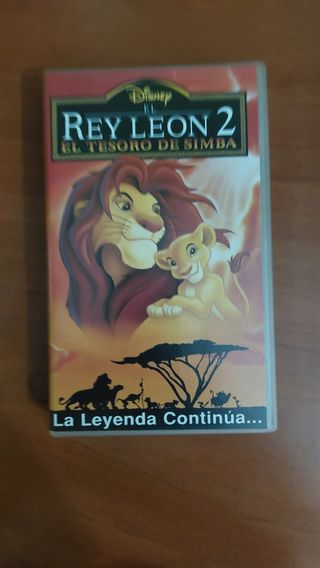 Disney
EL
REY LEON 2
EL TESORO DE SIMBA
La Leyenda Continúa...